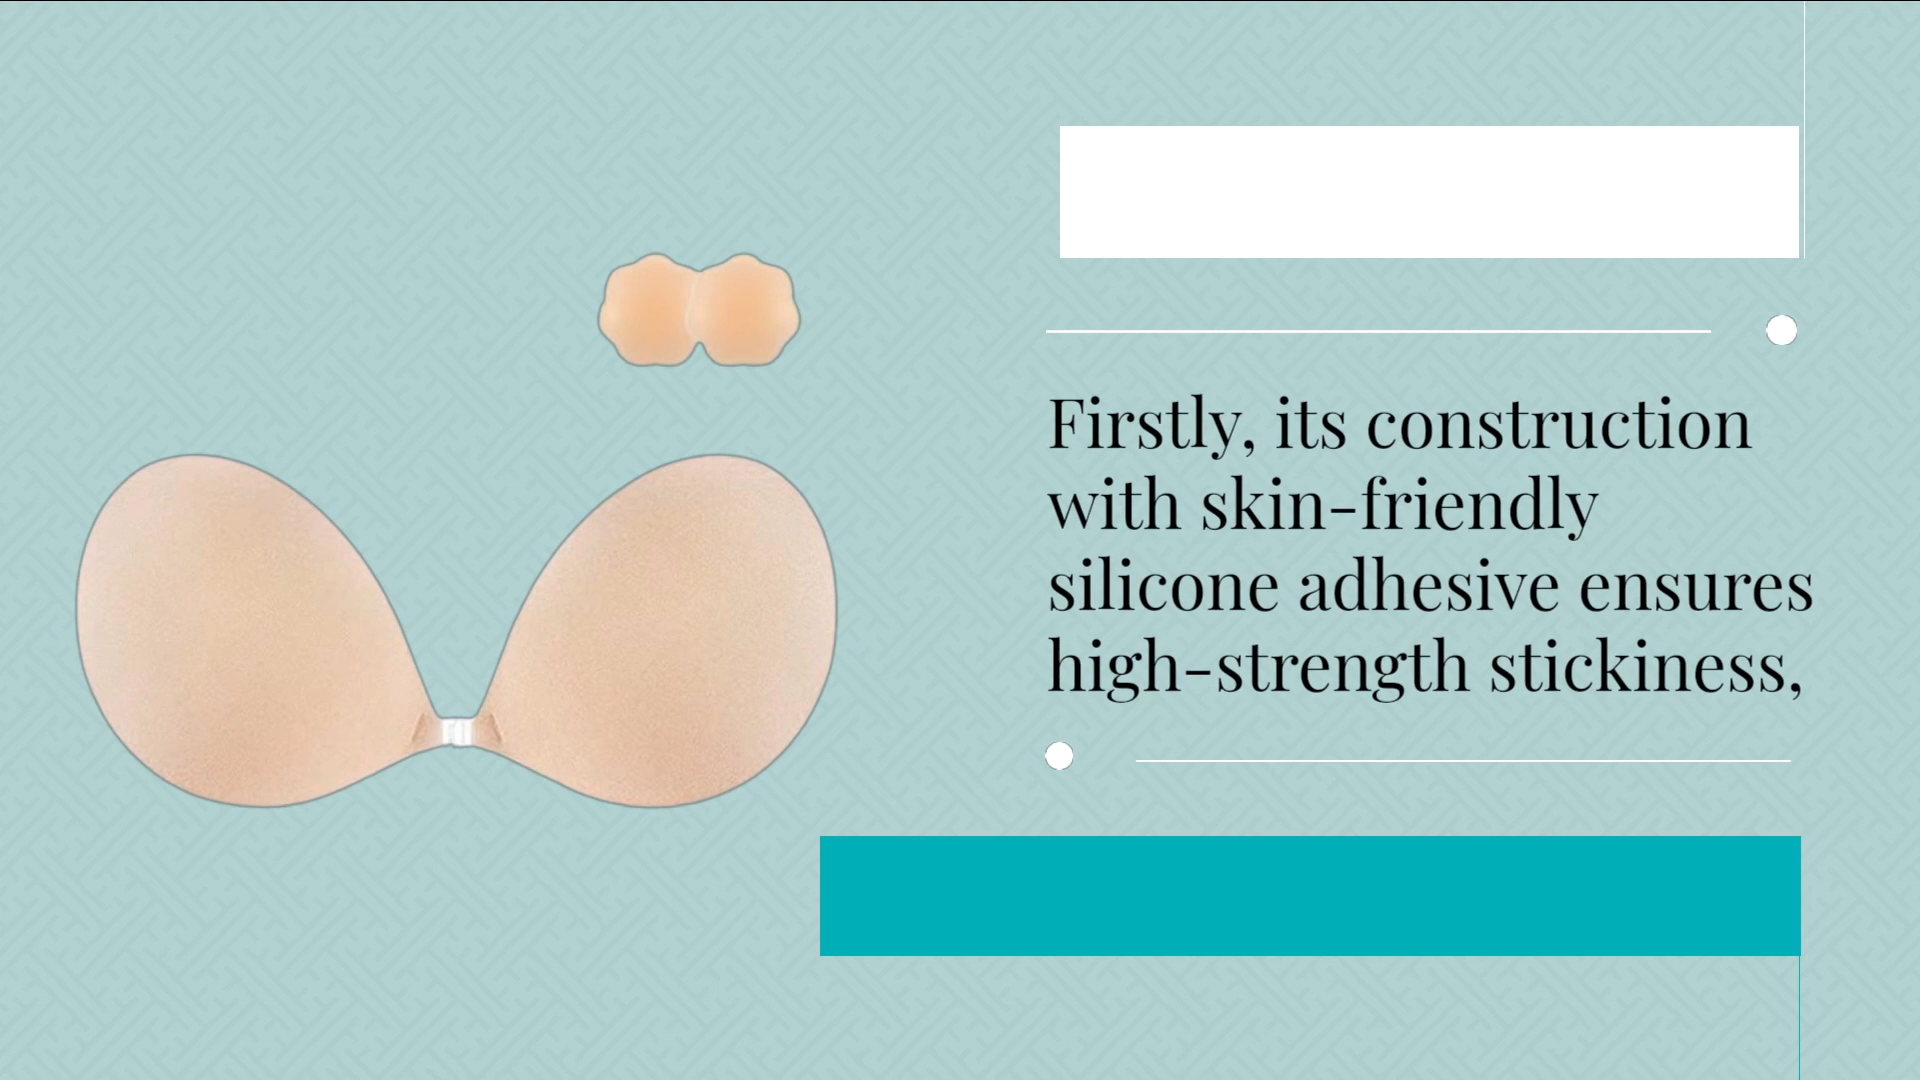 Firstly, its construction
with skin-friendly
silicone adhesive ensures
high-strength stickiness,